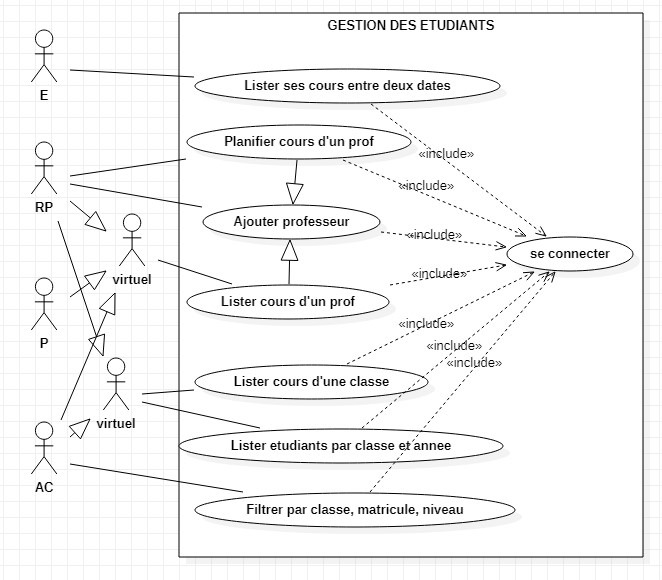 GESTION DES ETUDIANTS
E
Lister ses cours entre deux dates
Planifier cours d'un prof
«include»
«include»
RP
Ajouter professeur
«include»
se connecter
virtuel
«include»
Lister cours d'un prof
P
«include»
«include»
«include»
Lister cours d'une classe
virtuel
Lister etudiants par classe et annee
AC
Filtrer par classe, matricule, niveau